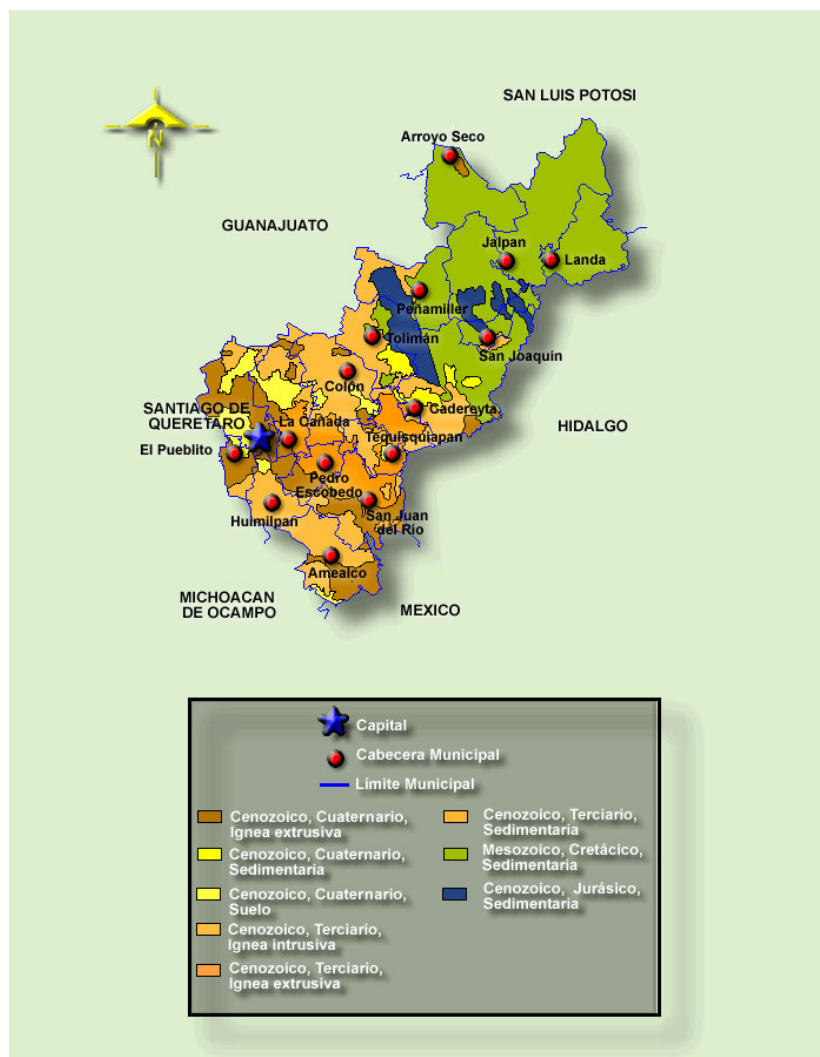 SAN LUIS POTOSI
Arroyo Seco
N
GUANAJUATO
Jalpan
Landa
Peñamiller
Tolimán
San Joaquín
Colón
SANTIAGO DE
QUERETARO
La Cañada
Cadereyta
HIDALGO
El Pueblito
Tequisquiapan
Pedro
Escobedo
Huimilpan
San Juan
del Río
Amealco
MICHOACAN
DE OCAMPO
MEXICO
Capital
Cabecera Municipal
Límite Municipal
Cenozoico, Cuaternario,
Ignea extrusiva
Cenozoico, Cuaternario,
Sedimentaria
Cenozoico, Cuaternario,
Suelo
Cenozoico, Terciario,
Ignea intrusiva
Cenozoico, Terciario,
Ignea extrusiva
Cenozoico, Terciario,
Sedimentaria
Mesozoico, Cretácico,
Sedimentaria
Cenozoico, Jurásico,
Sedimentaria